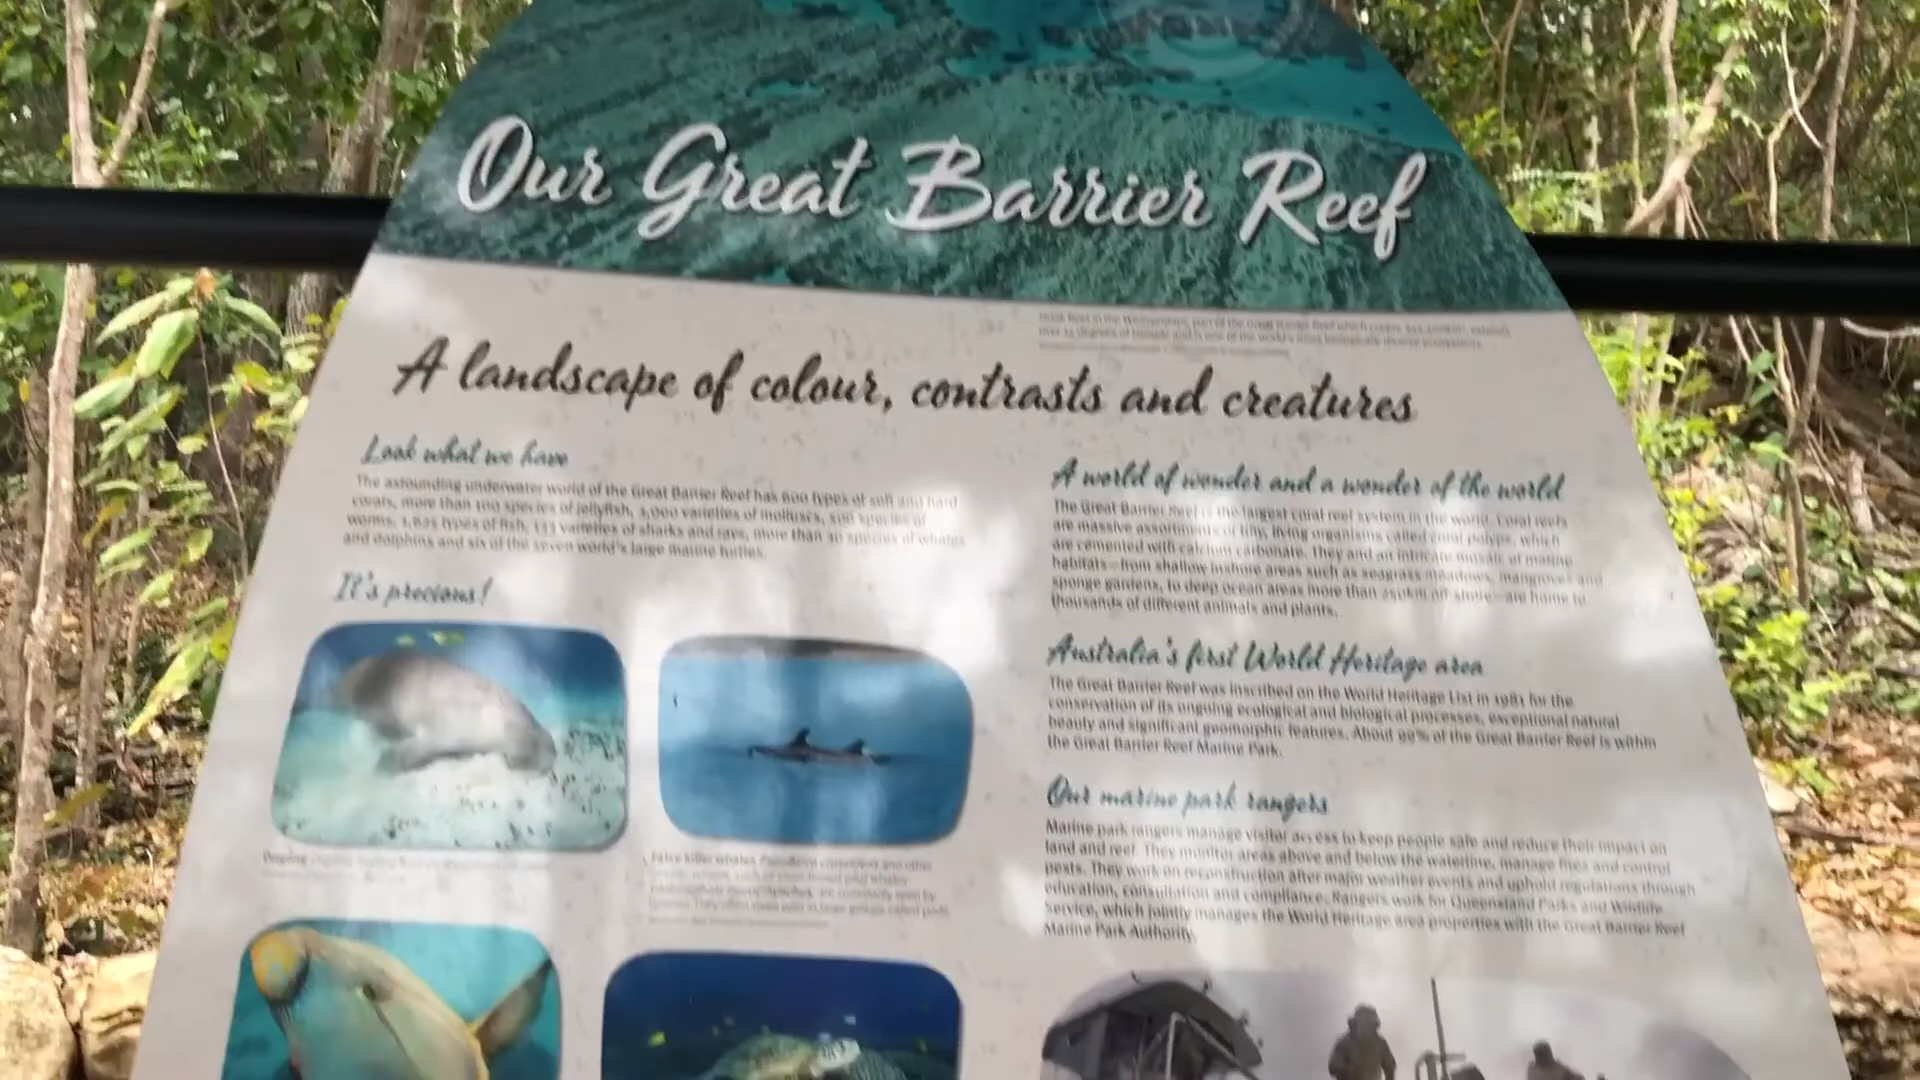 Our Great Barrier Reef
A landscape of colour, contrasts and creatures
Look what we have
The astounding underwater world of the Great Barrier Reef has 600 types of soft and hard
corals, more than 100 species of jellyfish, 3,000 varieties of molluscs, 500 species of
worms, 1,625 types of fish, 133 varieties of sharks and rays, more than 30 species of whales
and dolphins and six of the seven world's large marine turtles.
It's precious!
A world of wonder and a wonder of the world
The Great Barrier Reef is the largest coral reef system in the world. Coral reefs
are massive assortments of tiny, living organisms called coral polyps, which
are cemented with calcium carbonate. They and an intricate mosaic of marine
habitats—from shallow inshore areas such as seagrass meadows, mangroves and
sponge gardens, to deep ocean areas more than 250km off-shore—are home to
thousands of different animals and plants.
Australia's first World Heritage area
The Great Barrier Reef was inscribed on the World Heritage List in 1981 for the
conservation of its ongoing ecological and biological processes, exceptional natural
beauty and significant geomorphic features. About 99% of the Great Barrier Reef is within
the Great Barrier Reef Marine Park.
Our marine park rangers
Marine park rangers manage visitor access to keep people safe and reduce their impact on
land and reef. They monitor areas above and below the waterline, manage fires and control
pests. They work on reconstruction after major weather events and uphold regulations through
education, consultation and compliance. Rangers work for Queensland Parks and Wildlife
Service, which jointly manages the World Heritage area properties with the Great Barrier Reef
Marine Park Authority.